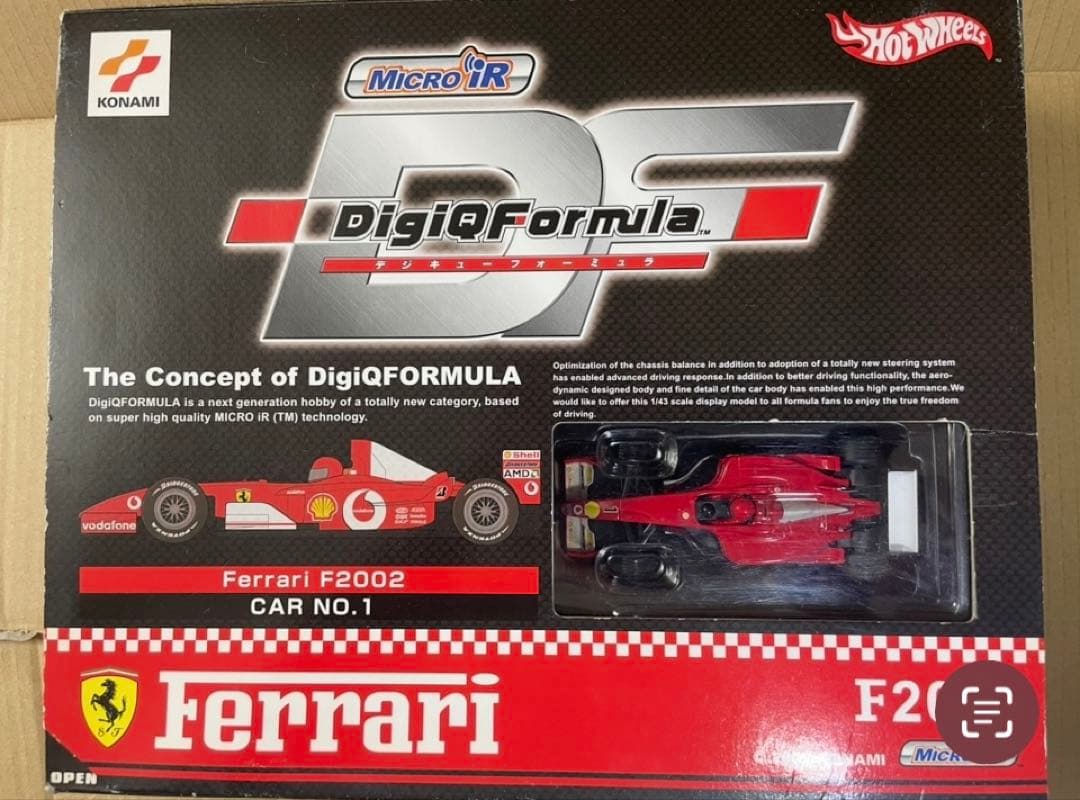 KONAMI
Hot Wheels
MICRO iR
DigiQFormula™
デジキューフォーミュラ
The Concept of DigiQFORMULA
DigiQFORMULA is a next generation hobby of a totally new category, based
on super high quality MICRO iR (TM) technology.
Optimization of the chassis balance in addition to adoption of a totally new steering system
has enabled advanced driving response.In addition to better driving functionality, the aero-
dynamic designed body and fine detail of the car body has enabled this high performance.We
would like to offer this 1/43 scale display model to all formula fans to enjoy the true freedom
of driving.
Shell
BRIDGESTONE
AMD
BRIDGESTONE
BRIDGESTONE
vodafone
Ferrari F2002
CAR NO.1
SF
Ferrari
F20
KONAMI
MICR
OPEN